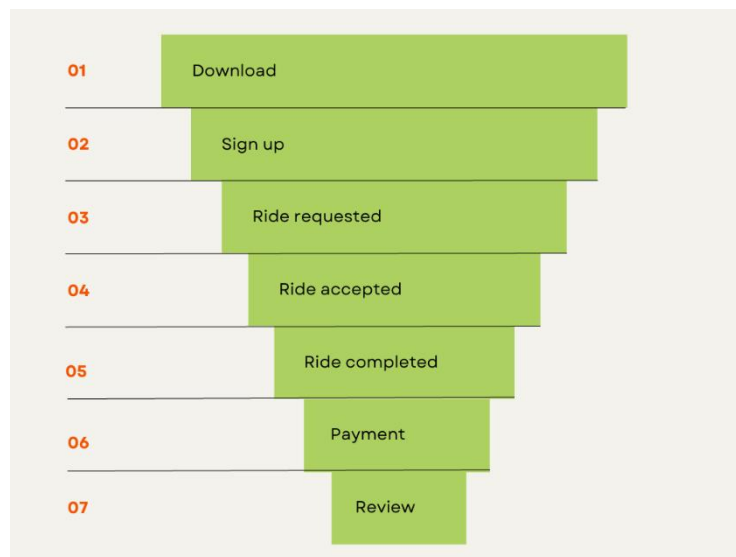 01 Download
02 Sign up
03 Ride requested
04 Ride accepted
05 Ride completed
06 Payment
07 Review